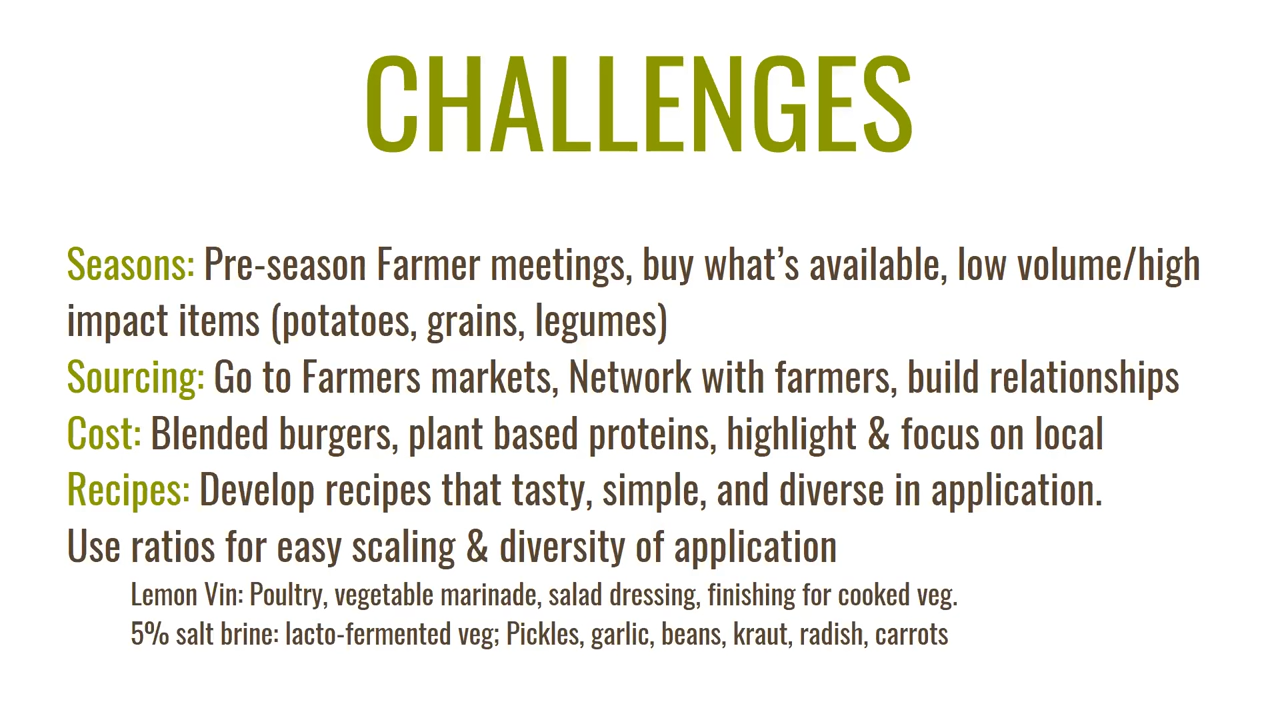 CHALLENGES
Seasons: Pre-season Farmer meetings, buy what’s available, low volume/high
impact items (potatoes, grains, legumes)
Sourcing: Go to Farmers markets, Network with farmers, build relationships
Cost: Blended burgers, plant based proteins, highlight & focus on local
Recipes: Develop recipes that tasty, simple, and diverse in application.
Use ratios for easy scaling & diversity of application
Lemon Vin: Poultry, vegetable marinade, salad dressing, finishing for cooked veg.
5% salt brine: lacto-fermented veg; Pickles, garlic, beans, kraut, radish, carrots